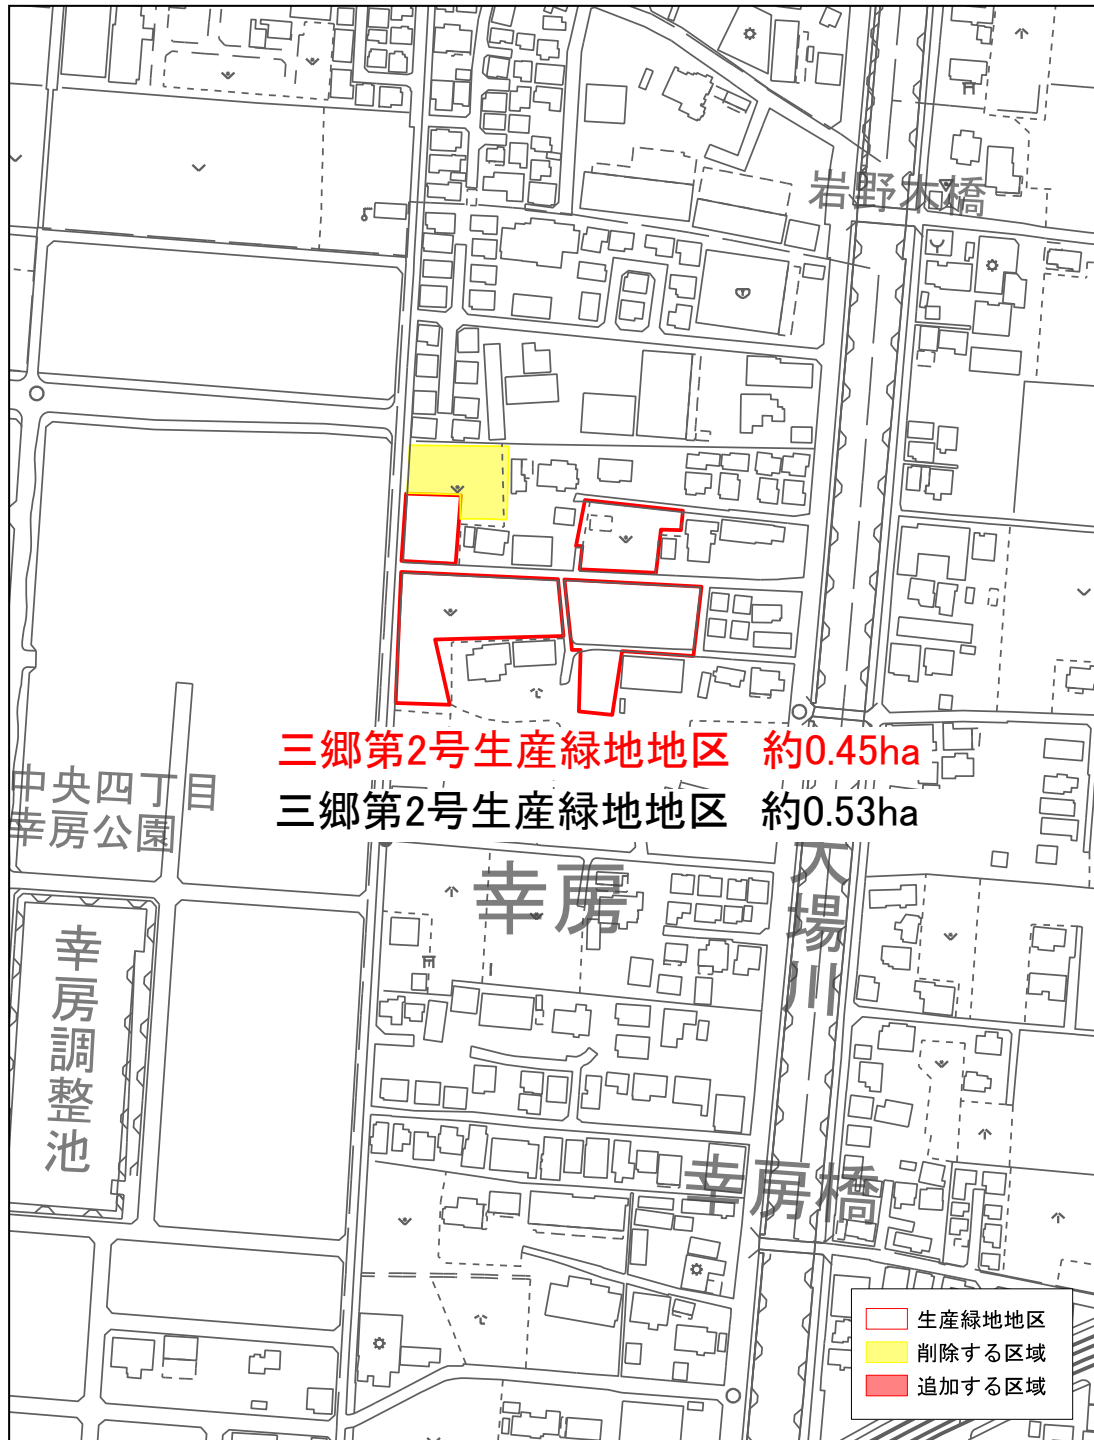 岩野木橋
三郷第2号生産緑地地区　約0.45ha
三郷第2号生産緑地地区　約0.53ha
中央四丁目
幸房公園
幸房
大場川
幸房調整池
幸房橋
生産緑地地区
削除する区域
追加する区域